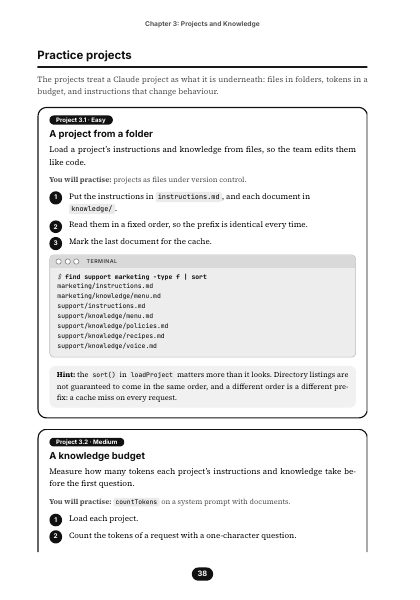 Chapter 3: Projects and Knowledge
Practice projects
The projects treat a Claude project as what it is underneath: files in folders, tokens in a
budget, and instructions that change behaviour.
Project 3.1 · Easy
A project from a folder
Load a project's instructions and knowledge from files, so the team edits them
like code.
You will practise: projects as files under version control.
1 Put the instructions in instructions.md, and each document in
knowledge/.
2 Read them in a fixed order, so the prefix is identical every time.
3 Mark the last document for the cache.
TERMINAL
$ find support marketing -type f | sort
marketing/instructions.md
marketing/knowledge/menu.md
support/instructions.md
support/knowledge/menu.md
support/knowledge/policies.md
support/knowledge/recipes.md
support/knowledge/voice.md
Hint: the sort() in loadProject matters more than it looks. Directory listings are
not guaranteed to come in the same order, and a different order is a different pre-
fix: a cache miss on every request.
Project 3.2 · Medium
A knowledge budget
Measure how many tokens each project's instructions and knowledge take be-
fore the first question.
You will practise: countTokens on a system prompt with documents.
1 Load each project.
2 Count the tokens of a request with a one-character question.
38